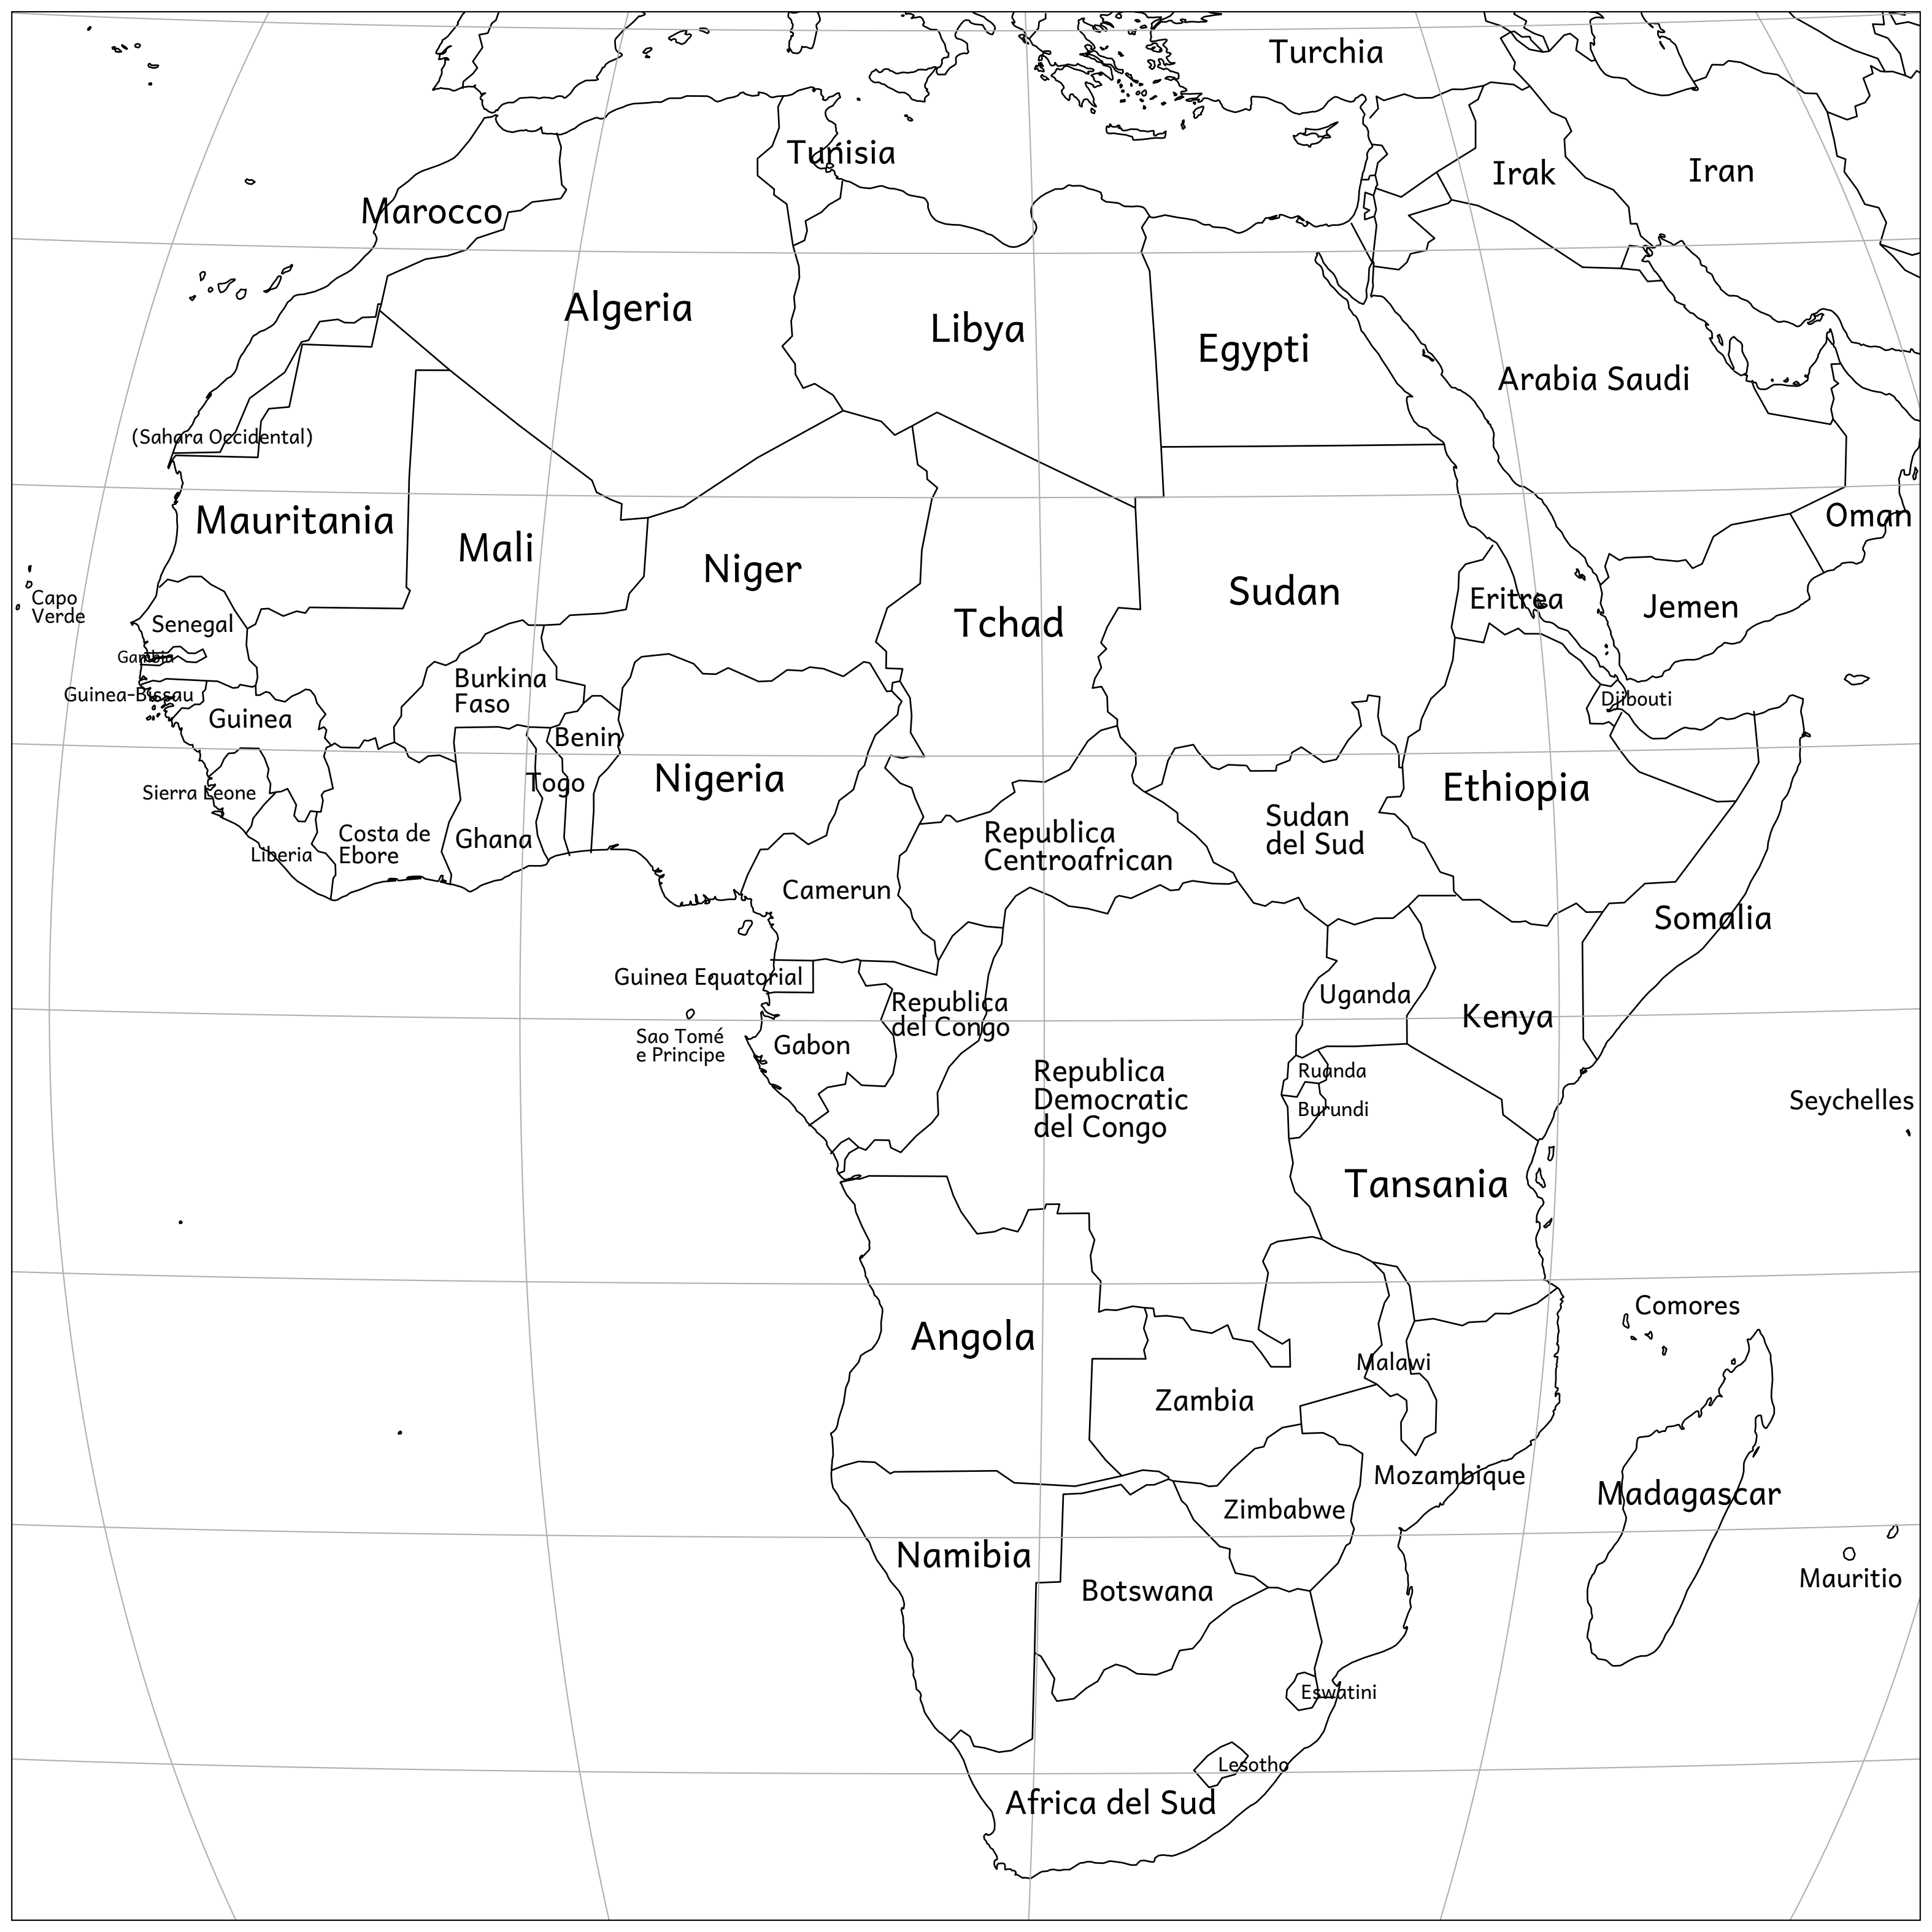 Turchia
Tunisia
Irak
Iran
Marocco
Algeria
Libya
Egypti
Arabia Saudi
(Sahara Occidental)
Mauritania
Mali
Niger
Tchad
Sudan
Eritrea
Jemen
Oman
Capo
Verde
Senegal
Gambia
Guinea-Bissau
Guinea
Burkina
Faso
Benin
Togo
Nigeria
Djibouti
Ethiopia
Sierra Leone
Liberia
Costa de
Ebore
Ghana
Camerun
Republica
Centroafrican
Sudan
del Sud
Somalia
Guinea Equatorial
Sao Tomé
e Principe
Gabon
Republica
del Congo
Uganda
Kenya
Republica
Democratic
del Congo
Ruanda
Burundi
Seychelles
Tansania
Comores
Angola
Malawi
Zambia
Mozambique
Madagascar
Zimbabwe
Namibia
Botswana
Mauritio
Eswatini
Lesotho
Africa del Sud